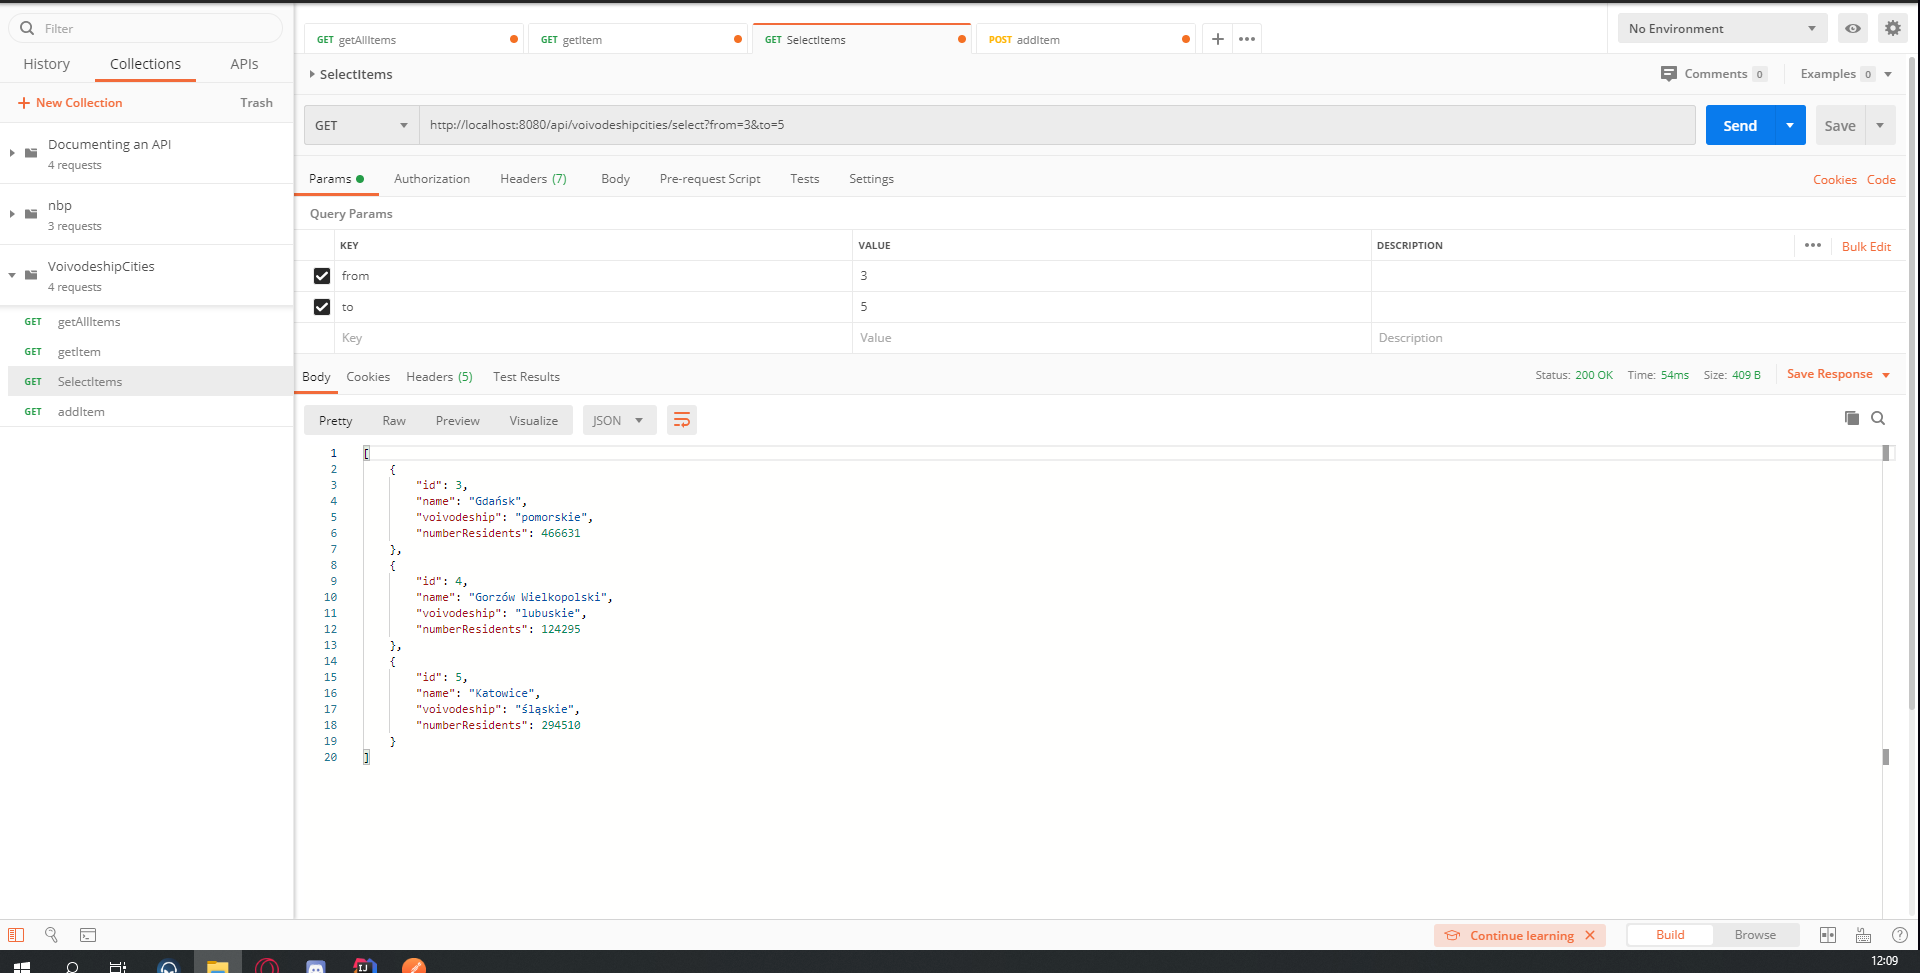 Filter
History Collections APIs
+ New Collection Trash
Documenting an API
4 requests
nbp
3 requests
VoivodeshipCities
4 requests
GET getAllItems
GET getItem
GET SelectItems
GET addItem
GET getAllItems GET getItem GET SelectItems POST addItem
No Environment
SelectItems
Comments 0 Examples 0
GET http://localhost:8080/api/voivodeshipcities/select?from=3&to=5 Send Save
Params Authorization Headers (7) Body Pre-request Script Tests Settings Cookies Code
Query Params
KEY VALUE DESCRIPTION Bulk Edit
from 3
to 5
Key Value Description
Body Cookies Headers (5) Test Results Status: 200 OK Time: 54ms Size: 409 B Save Response
Pretty Raw Preview Visualize JSON
1 [
2 {
3 "id": 3,
4 "name": "Gdańsk",
5 "voivodeship": "pomorskie",
6 "numberResidents": 466631
7 },
8 {
9 "id": 4,
10 "name": "Gorzów Wielkopolski",
11 "voivodeship": "lubuskie",
12 "numberResidents": 124295
13 },
14 {
15 "id": 5,
16 "name": "Katowice",
17 "voivodeship": "śląskie",
18 "numberResidents": 294510
19 }
20 ]
Continue learning Build Browse
12:09